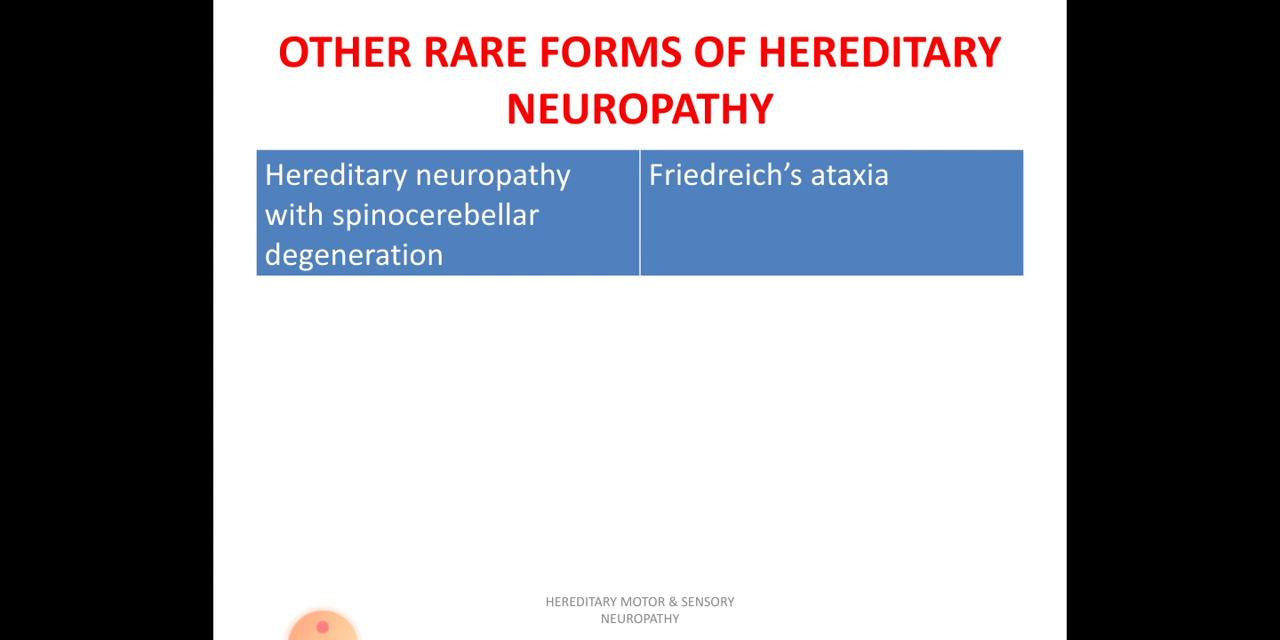 OTHER RARE FORMS OF HEREDITARY
NEUROPATHY
Hereditary neuropathy
with spinocerebellar
degeneration
Friedreich’s ataxia
HEREDITARY MOTOR & SENSORY
NEUROPATHY